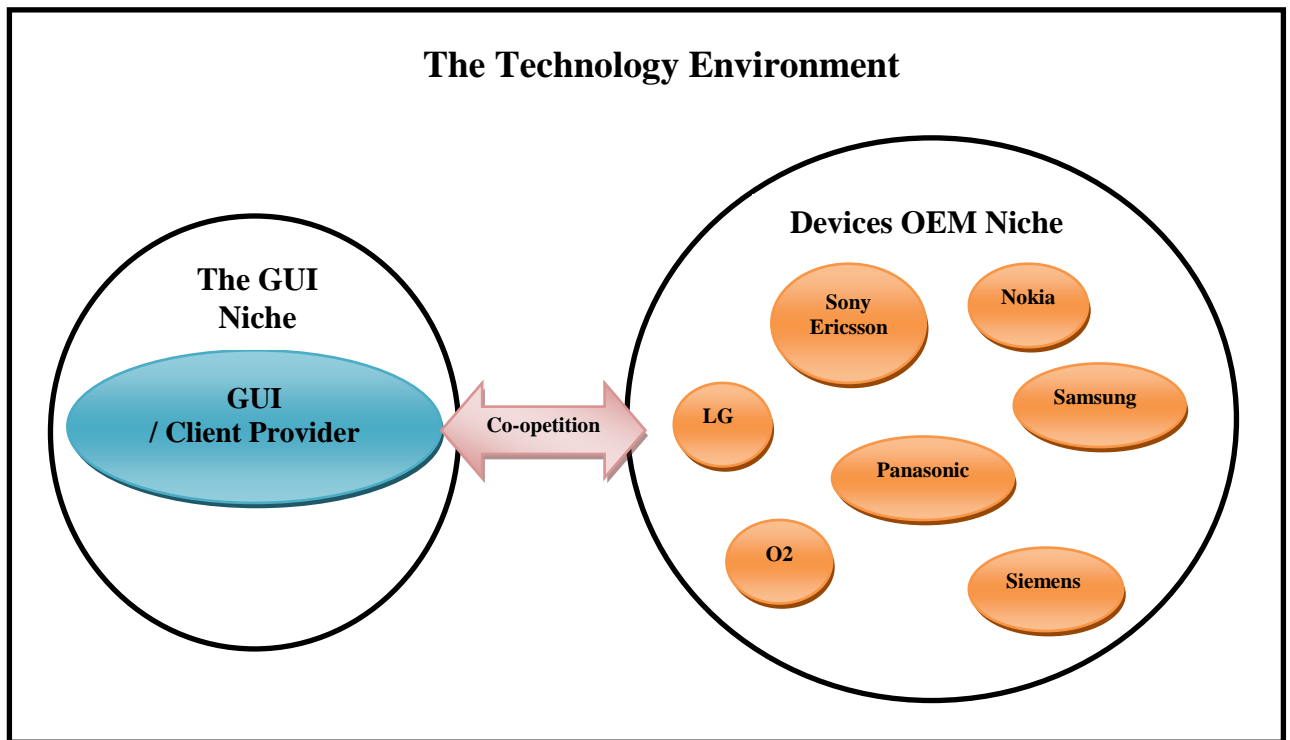 The Technology Environment
The GUI
Niche
GUI
/ Client Provider
Co-opetition
Devices OEM Niche
Sony
Ericsson
Nokia
Samsung
LG
Panasonic
O2
Siemens